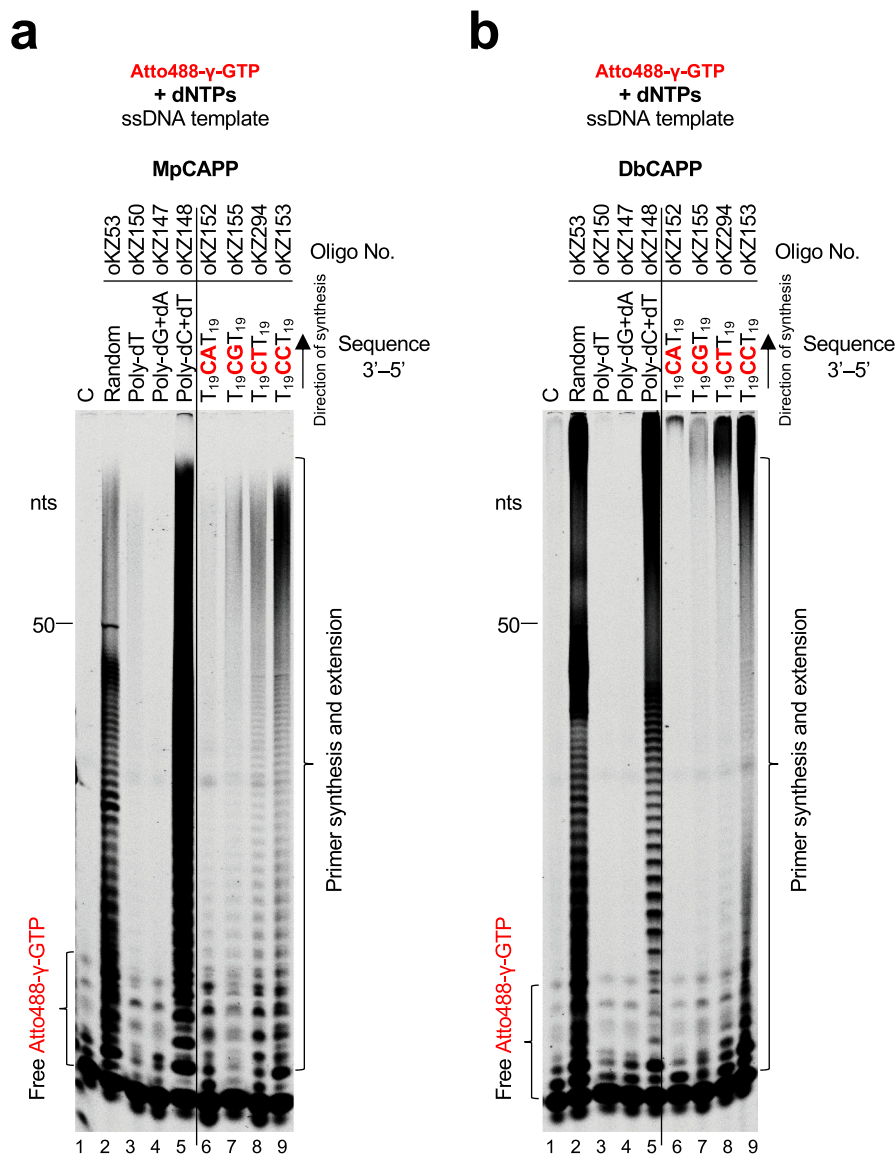 a
Atto488-γ-GTP
+ dNTPs
ssDNA template
MpCAPP
oKZ53
oKZ150
oKZ147
oKZ148
oKZ152
oKZ155
oKZ294
oKZ153
Oligo No.
C
Random
Poly-dT
Poly-dG+dA
Poly-dC+dT
T19CAT19
T19CGT19
T19CTT19
T19CCT19
Direction of synthesis
Sequence
3'–5'
nts
50
Free Atto488-γ-GTP
Primer synthesis and extension
1 2 3 4 5 6 7 8 9
b
Atto488-γ-GTP
+ dNTPs
ssDNA template
DbCAPP
oKZ53
oKZ150
oKZ147
oKZ148
oKZ152
oKZ155
oKZ294
oKZ153
Oligo No.
C
Random
Poly-dT
Poly-dG+dA
Poly-dC+dT
T19CAT19
T19CGT19
T19CTT19
T19CCT19
Direction of synthesis
Sequence
3'–5'
nts
50
Free Atto488-γ-GTP
Primer synthesis and extension
1 2 3 4 5 6 7 8 9